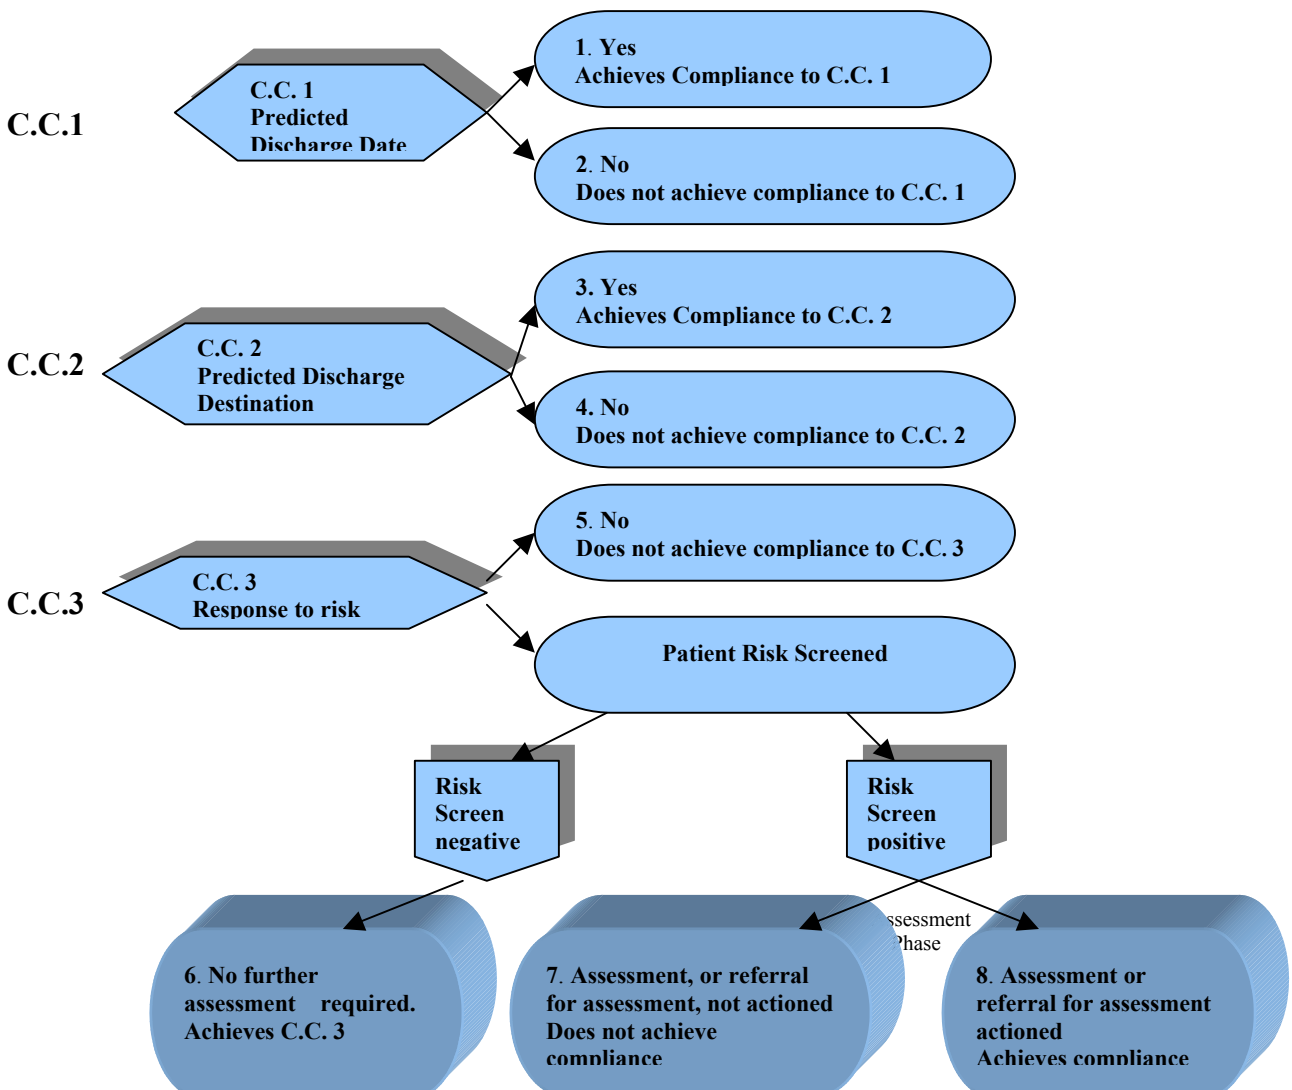 C.C.1
C.C. 1
Predicted
Discharge Date
1. Yes
Achieves Compliance to C.C. 1
2. No
Does not achieve compliance to C.C. 1
C.C.2
C.C. 2
Predicted Discharge
Destination
3. Yes
Achieves Compliance to C.C. 2
4. No
Does not achieve compliance to C.C. 2
C.C.3
C.C. 3
Response to risk
5. No
Does not achieve compliance to C.C. 3
Patient Risk Screened
Risk
Screen
negative
Risk
Screen
positive
ssessment
Phase
6. No further
assessment required.
Achieves C.C. 3
7. Assessment, or referral
for assessment, not actioned
Does not achieve
compliance
8. Assessment or
referral for assessment
actioned
Achieves compliance